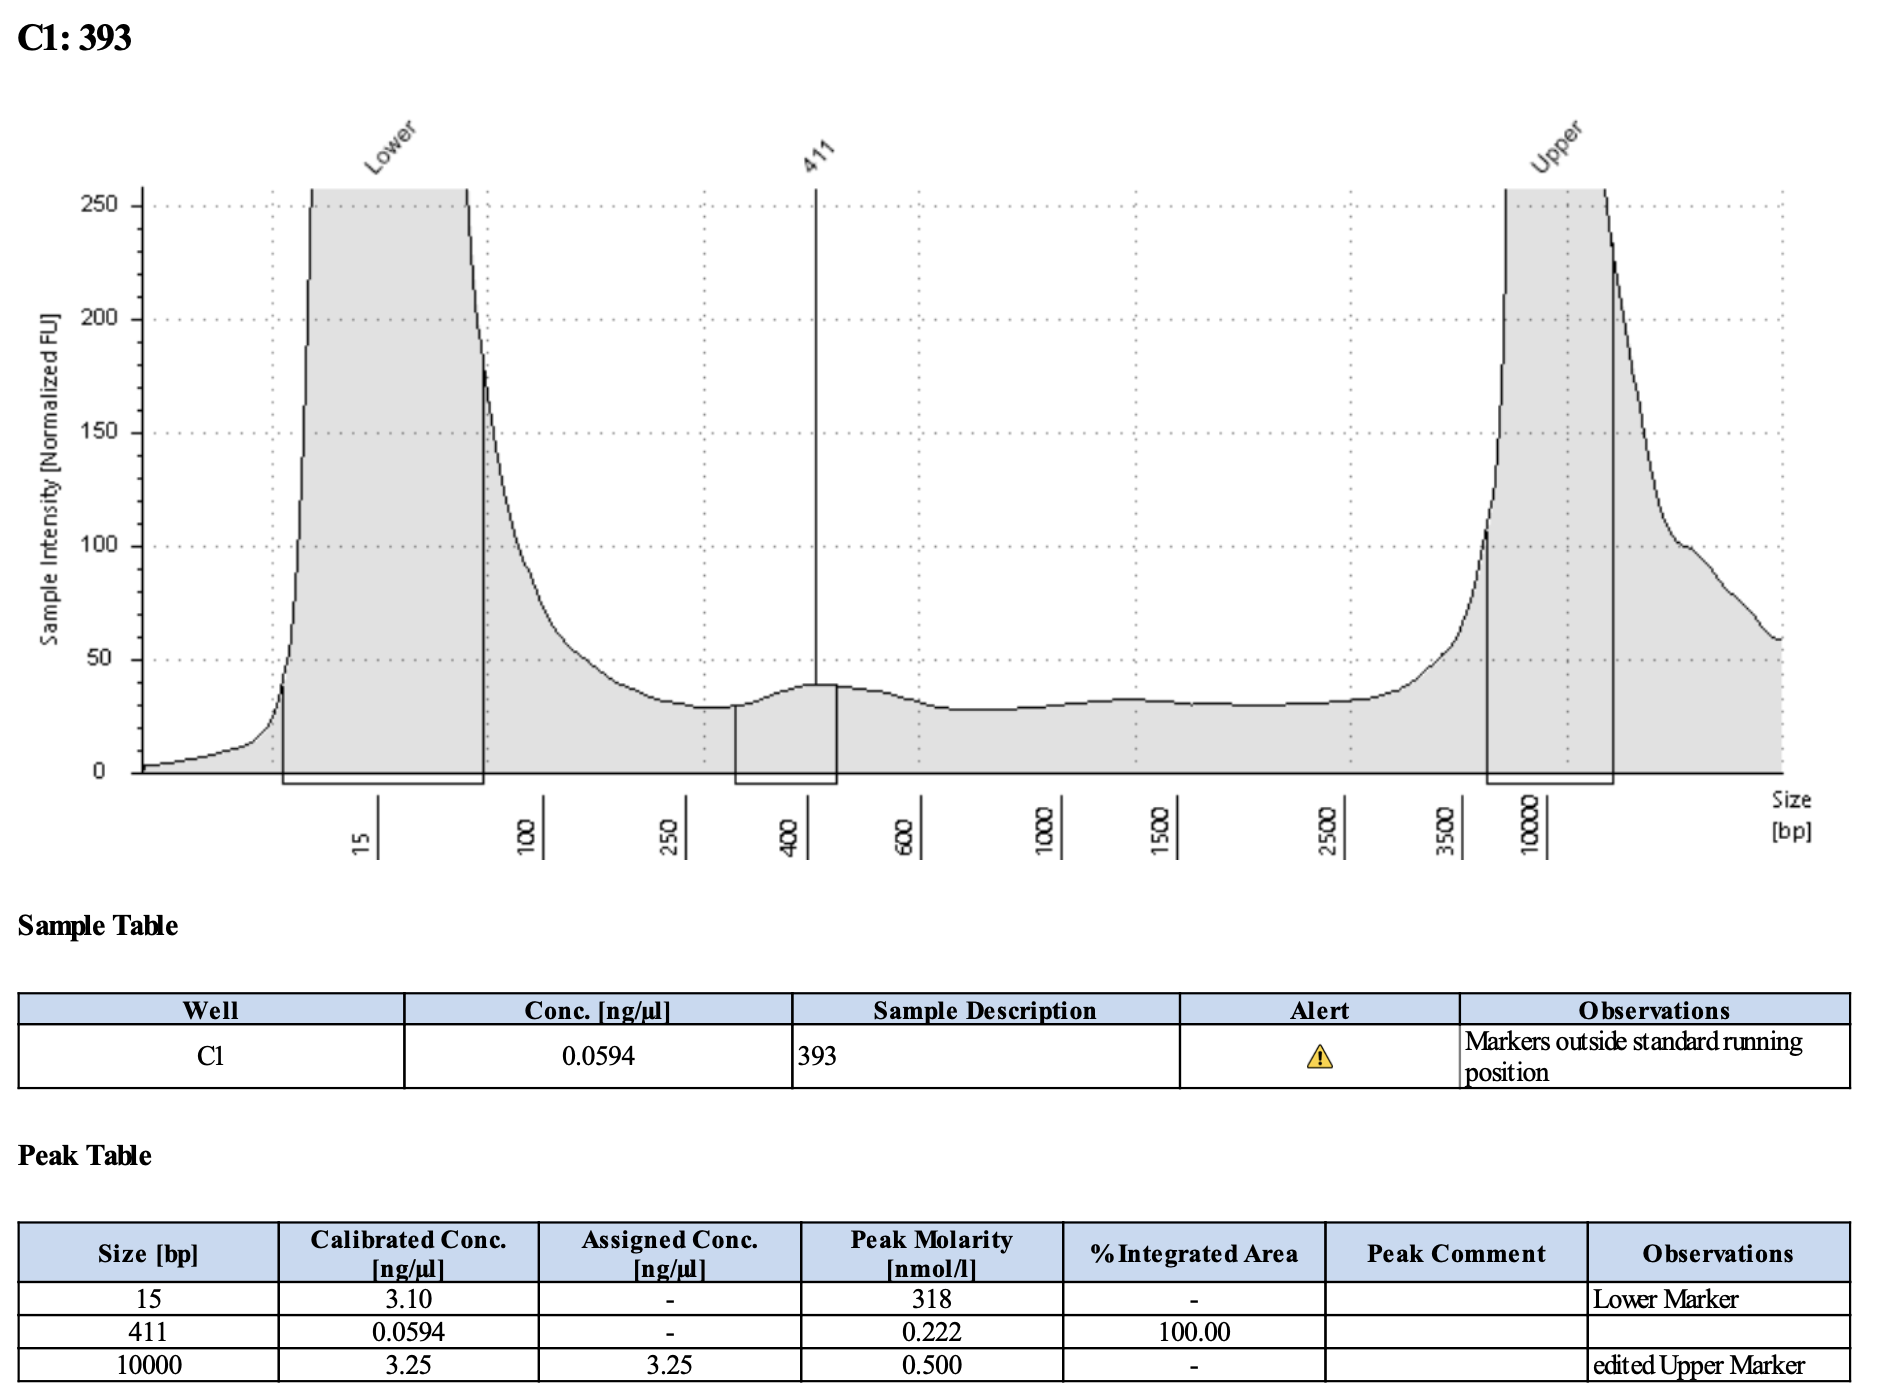 C1: 393
Lower
411
Upper
250
200
150
100
50
0
Sample Intensity [Normalized FU]
15
100
250
400
600
1000
1500
2500
3500
10000
Size
[bp]
Sample Table
Well Conc. [ng/µl] Sample Description Alert Observations
C1 0.0594 393 Markers outside standard running
position
Peak Table
Size [bp] Calibrated Conc. [ng/µl] Assigned Conc. [ng/µl] Peak Molarity [nmol/l] % Integrated Area Peak Comment Observations
15 3.10 - 318 - Lower Marker
411 0.0594 - 0.222 100.00
10000 3.25 3.25 0.500 - edited Upper Marker